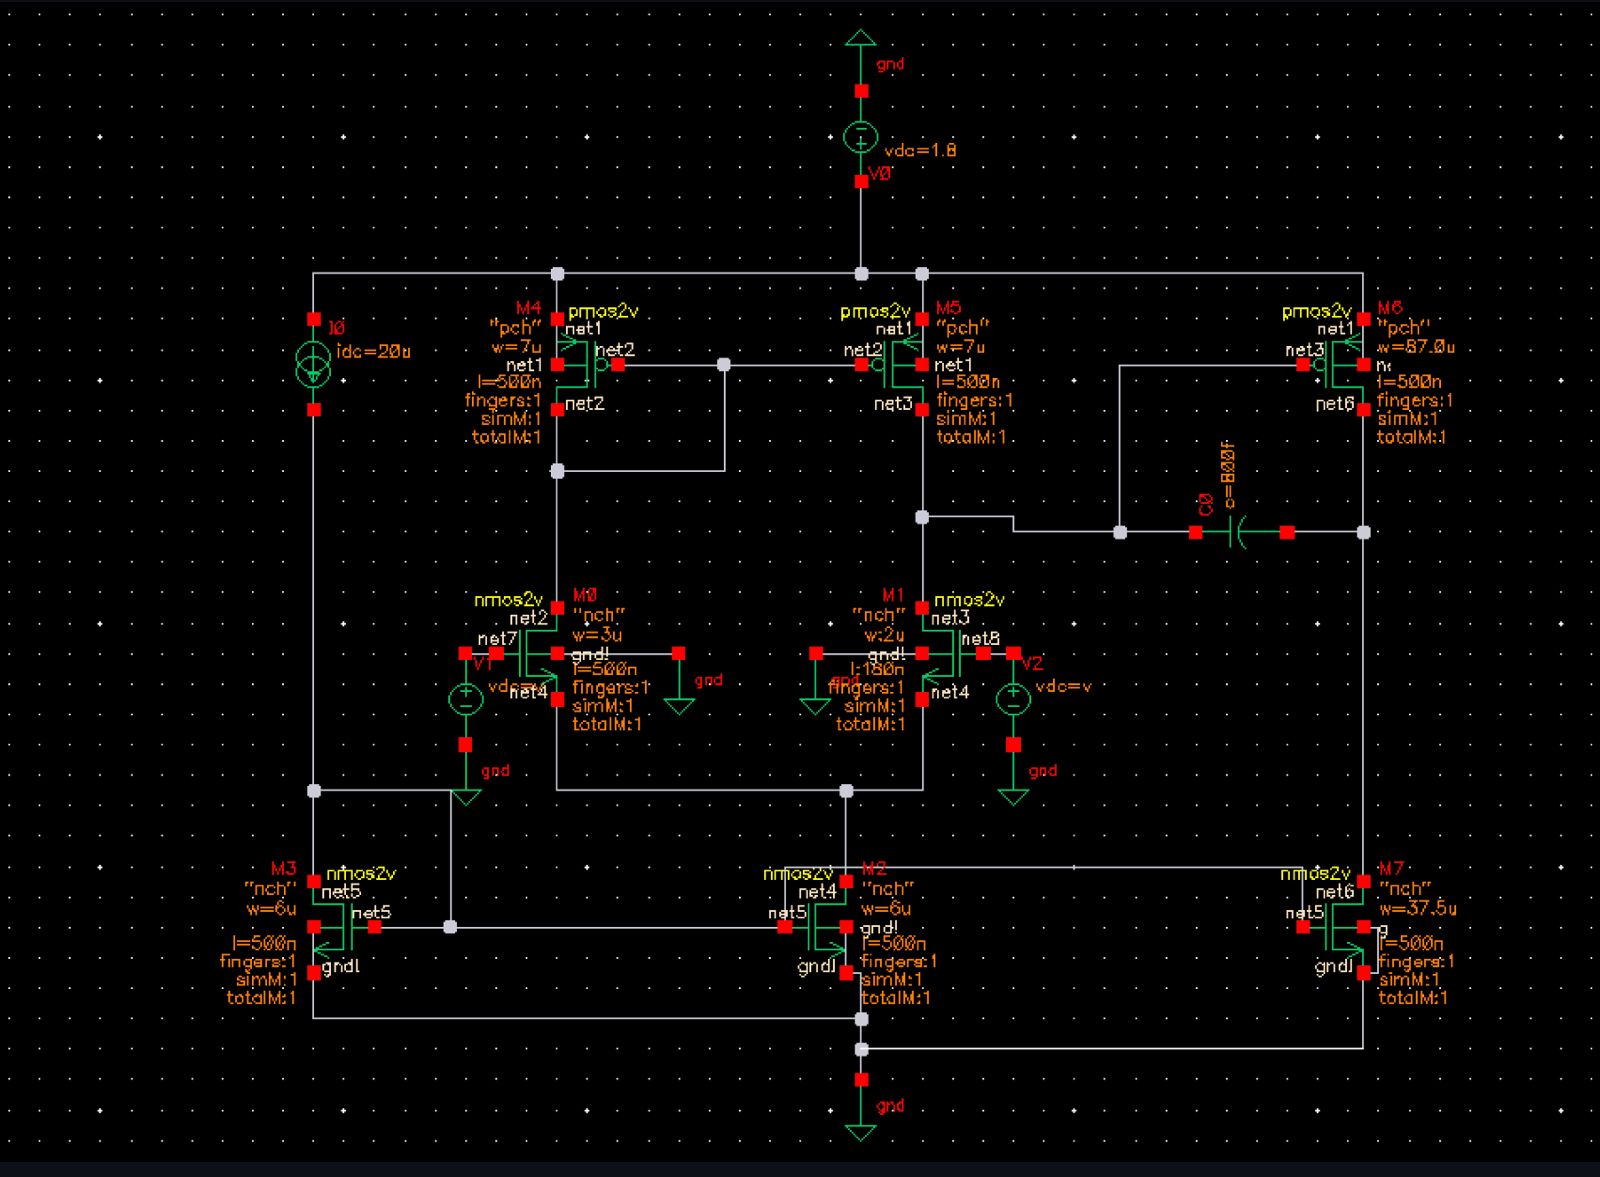 gnd
vdc=1.8
V0
I0
idc=20u
M4
pmos2v
"pch"
net1
w=7u
net2
net1
l=500n
net2
fingers:1
simM:1
totalM:1
pmos2v
M5
net1
"pch"
w=7u
net2
net1
l=500n
net3
fingers:1
simM:1
totalM:1
pmos2v
M6
net1
"pch"
w=87.0u
net3
l=500n
net6
fingers:1
simM:1
totalM:1
C0
c=800f
nmos2v
M0
net2
"nch"
w=3u
net7
gnd!
V1
l=500n
net4
fingers:1
simM:1
totalM:1
gnd
gnd
M1
nmos2v
"nch"
net3
w:2u
net8
gnd!
V2
l:180n
gnd
vdc=v
fingers:1
net4
simM:1
totalM:1
gnd
M3
nmos2v
"nch"
net5
w=6u
net5
l=500n
fingers:1
gnd!
simM:1
totalM:1
nmos2v
M2
net4
"nch"
w=6u
net5
gnd!
l=500n
fingers:1
gnd!
simM:1
totalM:1
nmos2v
M7
net6
"nch"
w=37.5u
net5
g
l=500n
fingers:1
gnd!
simM:1
totalM:1
gnd